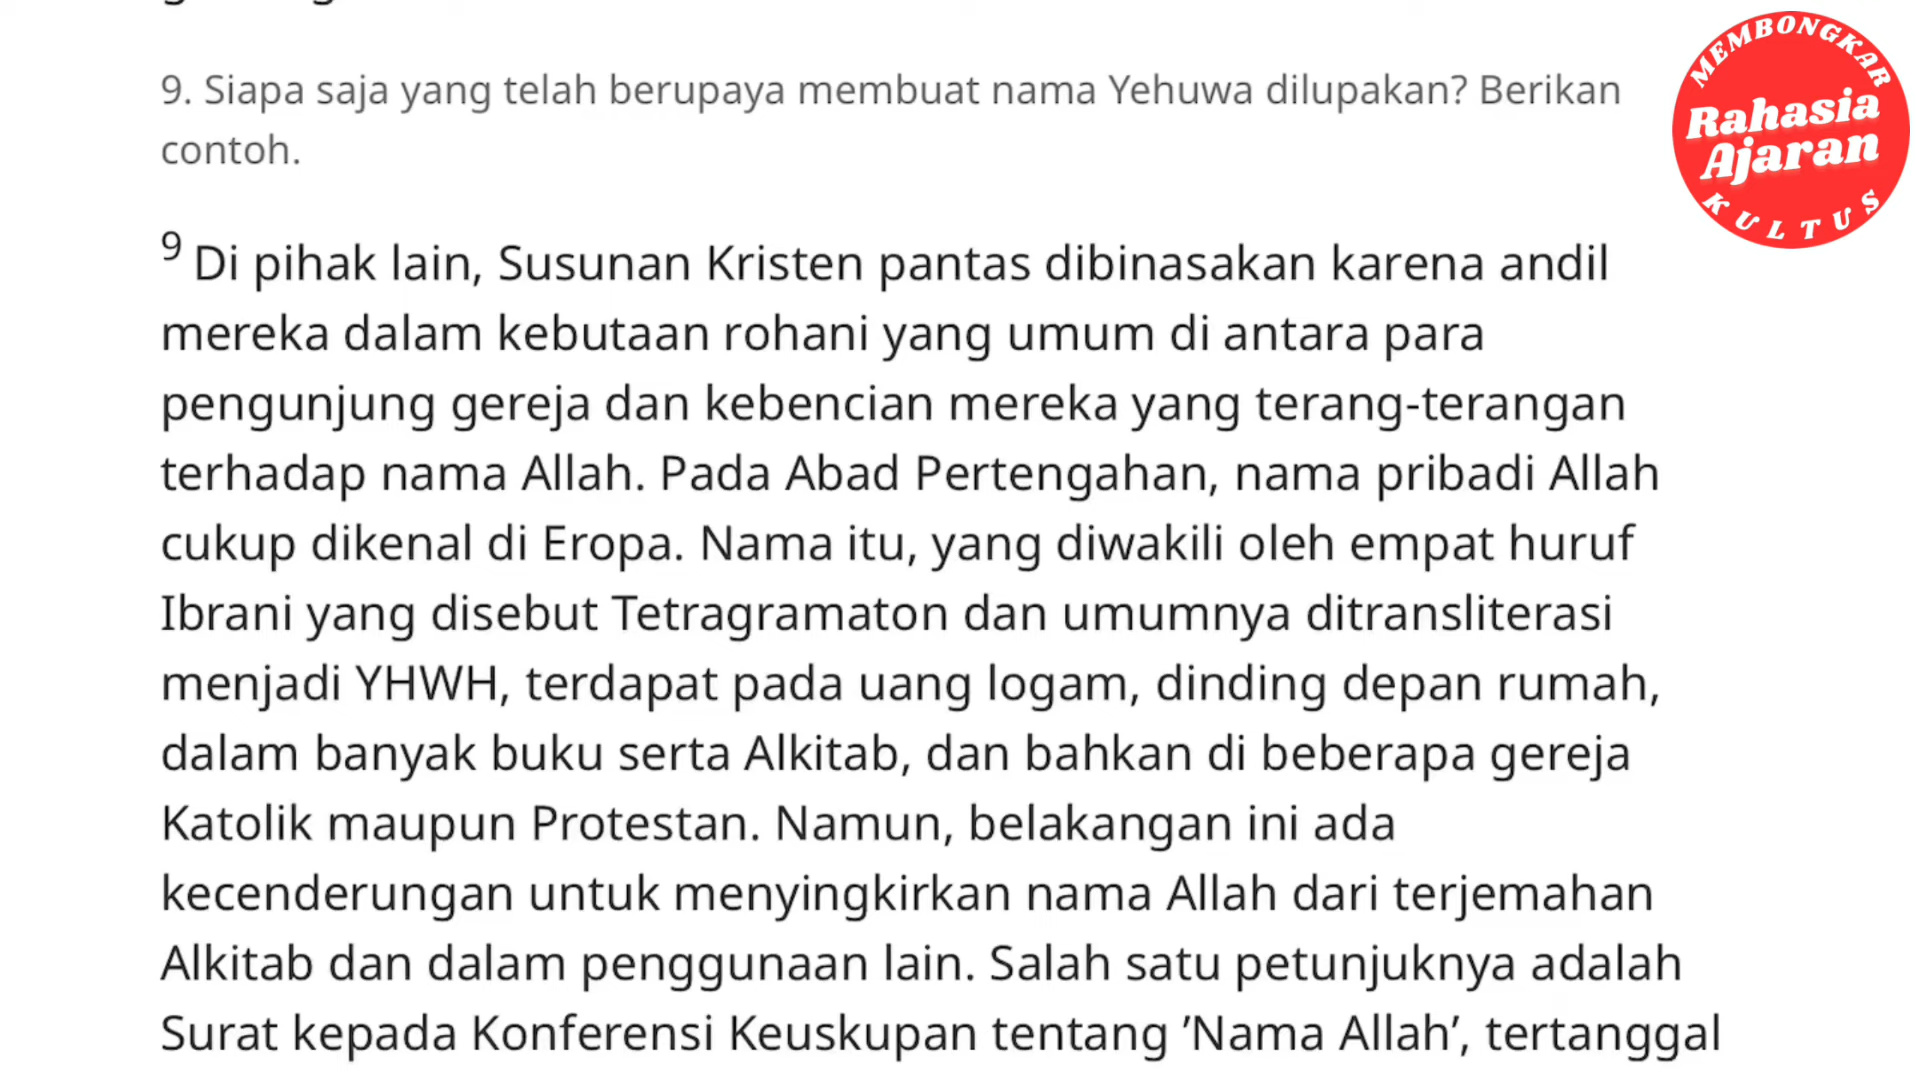 9. Siapa saja yang telah berupaya membuat nama Yehuwa dilupakan? Berikan
contoh.
MEMBONGKAR
Rahasia
Ajaran
KULTUS
9 Di pihak lain, Susunan Kristen pantas dibinasakan karena andil
mereka dalam kebutaan rohani yang umum di antara para
pengunjung gereja dan kebencian mereka yang terang-terangan
terhadap nama Allah. Pada Abad Pertengahan, nama pribadi Allah
cukup dikenal di Eropa. Nama itu, yang diwakili oleh empat huruf
Ibrani yang disebut Tetragramaton dan umumnya ditransliterasi
menjadi YHWH, terdapat pada uang logam, dinding depan rumah,
dalam banyak buku serta Alkitab, dan bahkan di beberapa gereja
Katolik maupun Protestan. Namun, belakangan ini ada
kecenderungan untuk menyingkirkan nama Allah dari terjemahan
Alkitab dan dalam penggunaan lain. Salah satu petunjuknya adalah
Surat kepada Konferensi Keuskupan tentang ’Nama Allah’, tertanggal